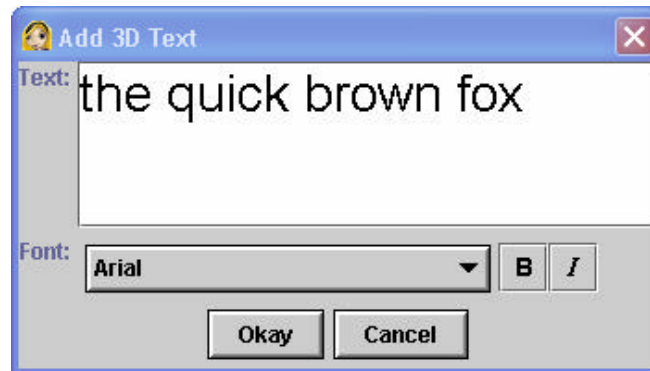 Add 3D Text
Text: the quick brown fox
Font: Arial B I
Okay Cancel